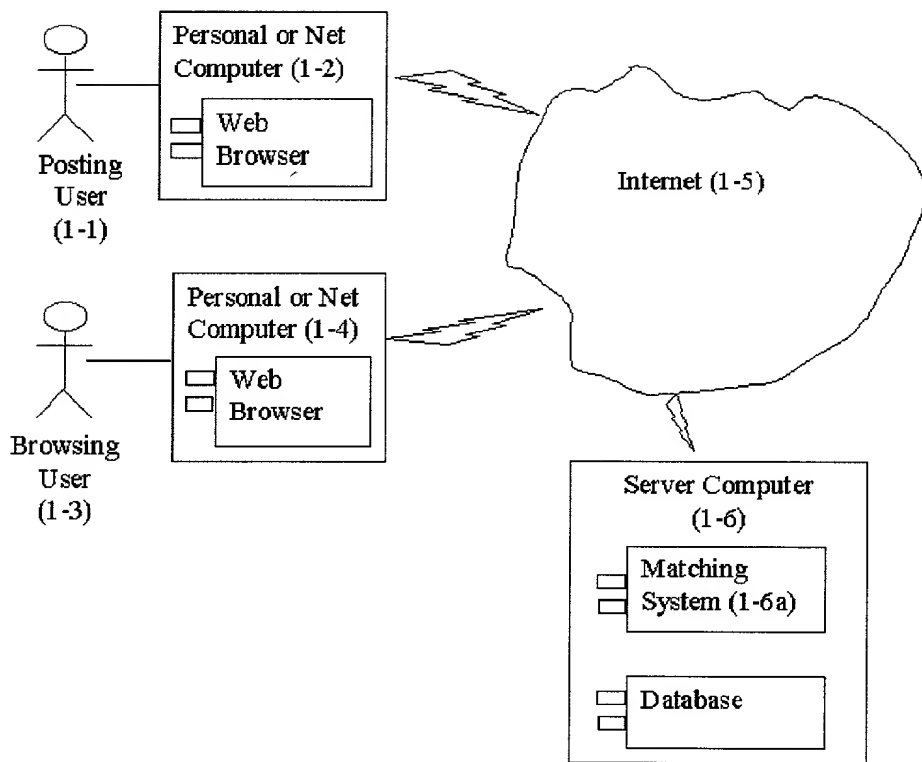 Personal or Net
Computer (1-2)
Web
Browser
Posting
User
(1-1)
Internet (1-5)
Personal or Net
Computer (1-4)
Web
Browser
Browsing
User
(1-3)
Server Computer
(1-6)
Matching
System (1-6a)
Database